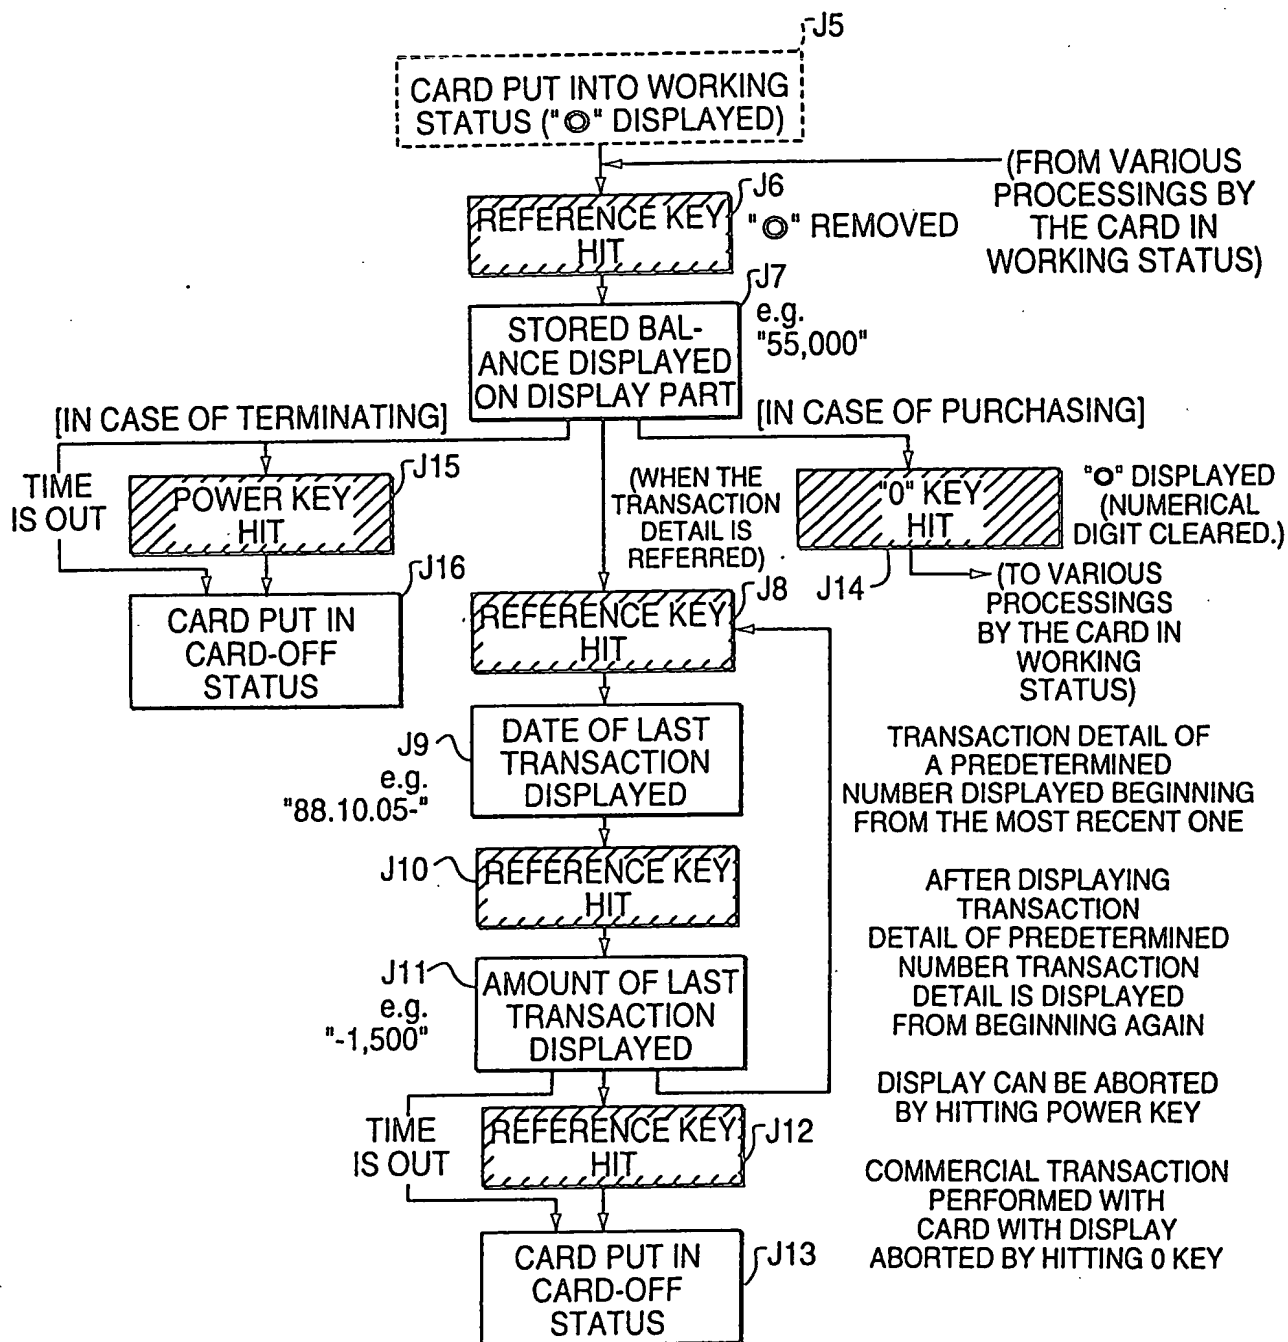 J5
CARD PUT INTO WORKING
STATUS ("◎" DISPLAYED)
(FROM VARIOUS
PROCESSINGS BY
THE CARD IN
WORKING STATUS)
J6
REFERENCE KEY
HIT
"◎" REMOVED
J7
e.g.
"55,000"
STORED BAL-
ANCE DISPLAYED
ON DISPLAY PART
[IN CASE OF TERMINATING]
[IN CASE OF PURCHASING]
TIME
IS OUT
J15
POWER KEY
HIT
(WHEN THE
TRANSACTION
DETAIL IS
REFERRED)
"0" KEY
HIT
"O" DISPLAYED
(NUMERICAL
DIGIT CLEARED.)
J16
CARD PUT IN
CARD-OFF
STATUS
J8
REFERENCE KEY
HIT
J14
(TO VARIOUS
PROCESSINGS
BY THE CARD IN
WORKING
STATUS)
J9
e.g.
"88.10.05-"
DATE OF LAST
TRANSACTION
DISPLAYED
TRANSACTION DETAIL OF
A PREDETERMINED
NUMBER DISPLAYED BEGINNING
FROM THE MOST RECENT ONE
J10
REFERENCE KEY
HIT
AFTER DISPLAYING
TRANSACTION
DETAIL OF PREDETERMINED
NUMBER TRANSACTION
DETAIL IS DISPLAYED
FROM BEGINNING AGAIN
J11
e.g.
"-1,500"
AMOUNT OF LAST
TRANSACTION
DISPLAYED
DISPLAY CAN BE ABORTED
BY HITTING POWER KEY
TIME
IS OUT
REFERENCE KEY
HIT
J12
COMMERCIAL TRANSACTION
PERFORMED WITH
CARD WITH DISPLAY
ABORTED BY HITTING 0 KEY
CARD PUT IN
CARD-OFF
STATUS
J13